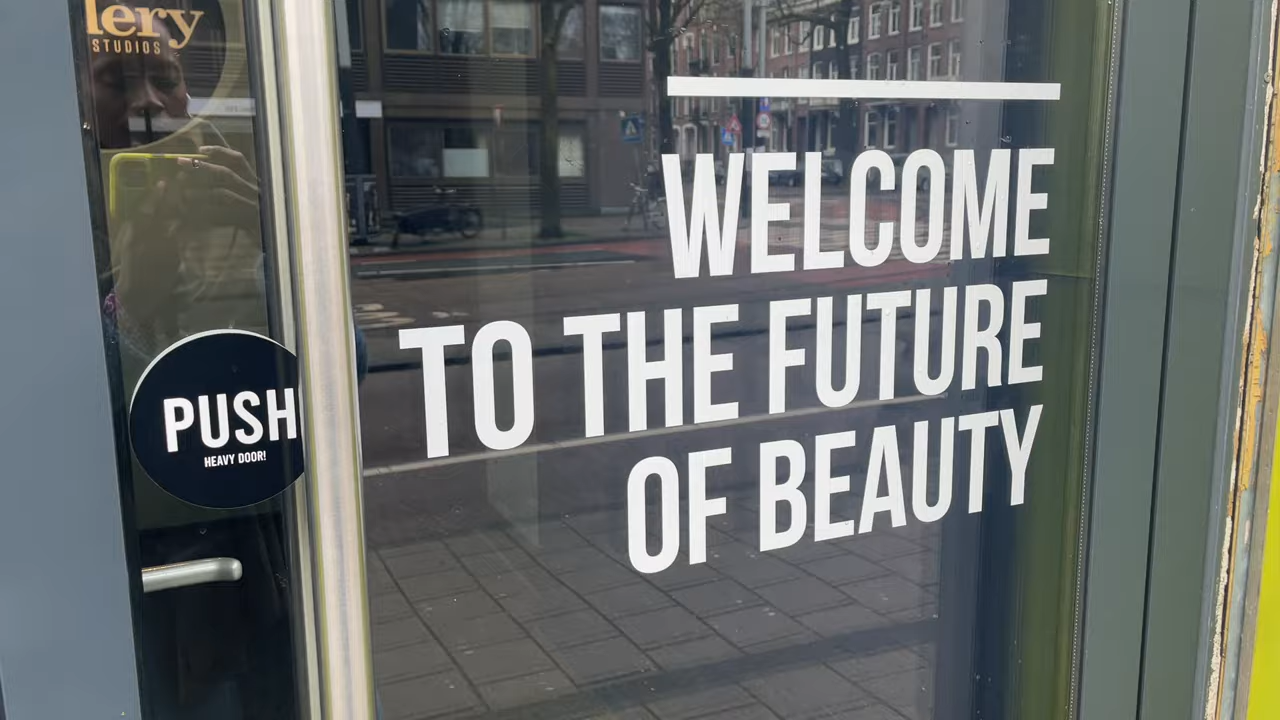 lery
STUDIOS
PUSH
HEAVY DOOR!
WELCOME
TO THE FUTURE
OF BEAUTY